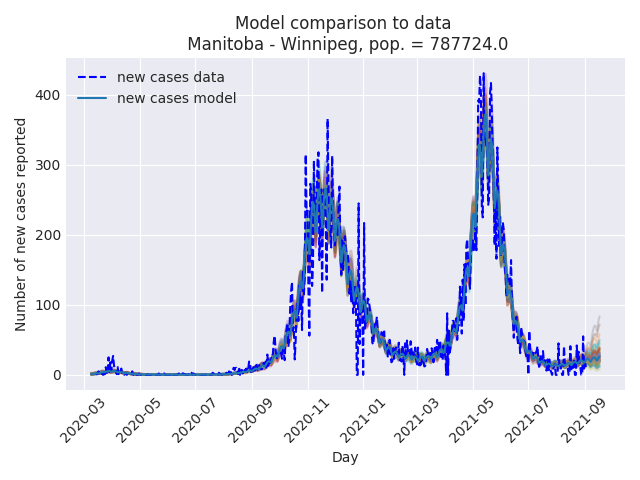 Model comparison to data
Manitoba - Winnipeg, pop. = 787724.0
new cases data
new cases model
Number of new cases reported
400
300
200
100
0
2020-03
2020-05
2020-07
2020-09
2020-11
2021-01
2021-03
2021-05
2021-07
2021-09
Day